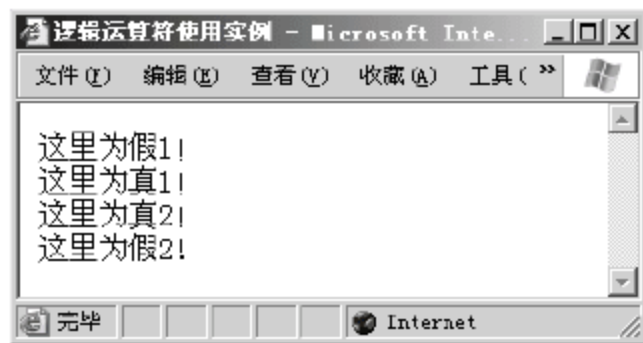 逻辑运算符使用实例 - Microsoft Inte...
文件(F) 编辑(E) 查看(V) 收藏(A) 工具( »
这里为假1!
这里为真1!
这里为真2!
这里为假2!
完毕 Internet